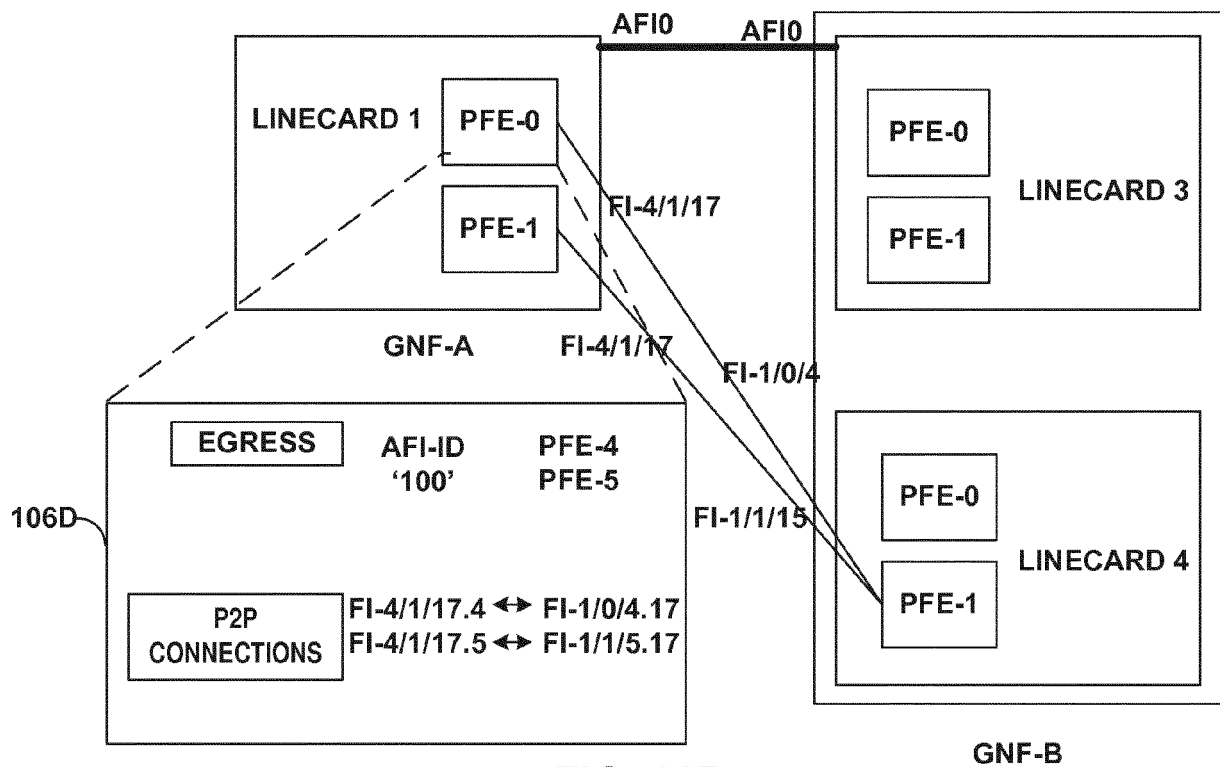 AFI0 AFI0
LINECARD 1
PFE-0
PFE-1
GNF-A
FI-4/1/17
FI-4/1/17
FI-1/0/4
FI-1/1/15
PFE-0
PFE-1
LINECARD 3
PFE-0
PFE-1
LINECARD 4
GNF-B
106D
EGRESS
AFI-ID
‘100’
PFE-4
PFE-5
P2P
CONNECTIONS
FI-4/1/17.4 ↔ FI-1/0/4.17
FI-4/1/17.5 ↔ FI-1/1/5.17